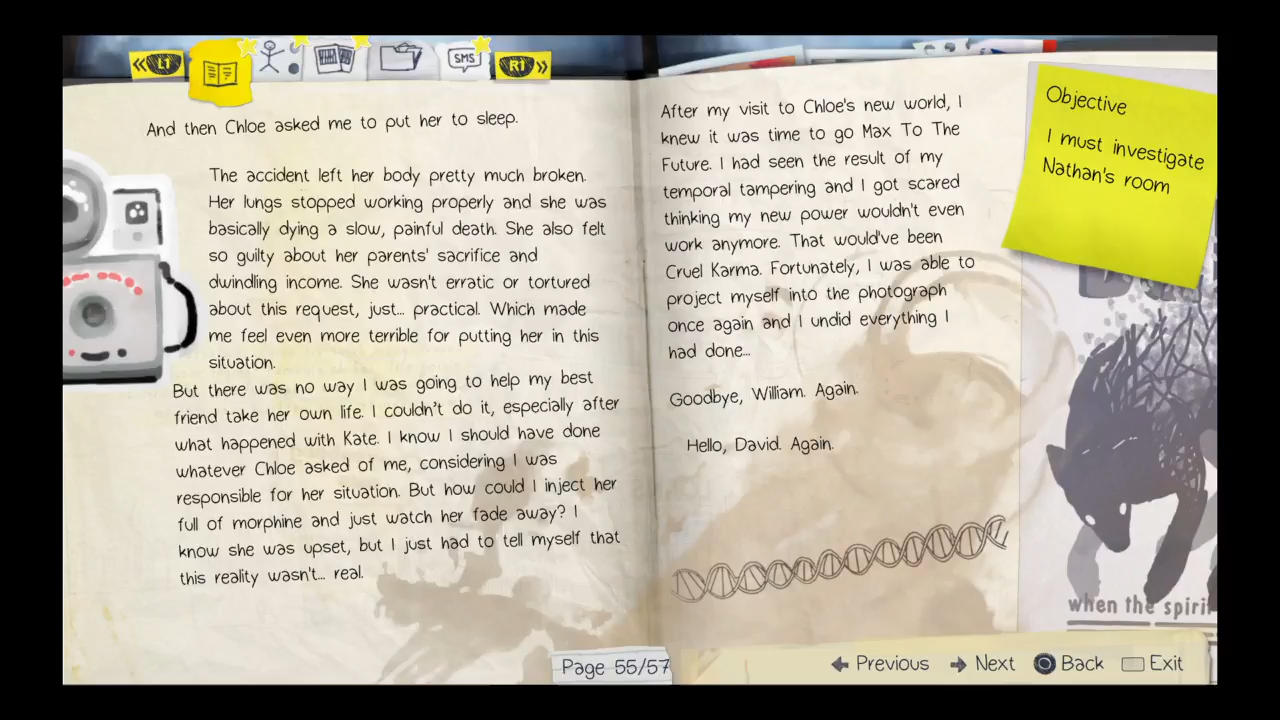 L1
SMS
R1
And then Chloe asked me to put her to sleep.
The accident left her body pretty much broken.
Her lungs stopped working properly and she was
basically dying a slow, painful death. She also felt
so guilty about her parents' sacrifice and
dwindling income. She wasn't erratic or tortured
about this request, just... practical. Which made
me feel even more terrible for putting her in this
situation.
But there was no way I was going to help my best
friend take her own life. I couldn't do it, especially after
what happened with Kate. I know I should have done
whatever Chloe asked of me, considering I was
responsible for her situation. But how could I inject her
full of morphine and just watch her fade away? I
know she was upset, but I just had to tell myself that
this reality wasn't... real.
After my visit to Chloe's new world, I
knew it was time to go Max To The
Future. I had seen the result of my
temporal tampering and I got scared
thinking my new power wouldn't even
work anymore. That would've been
Cruel Karma. Fortunately, I was able to
project myself into the photograph
once again and I undid everything I
had done...
Goodbye, William. Again.
Hello, David. Again.
Objective
I must investigate
Nathan's room
when the spiri
Page 55/57
Previous
Next
Back
Exit